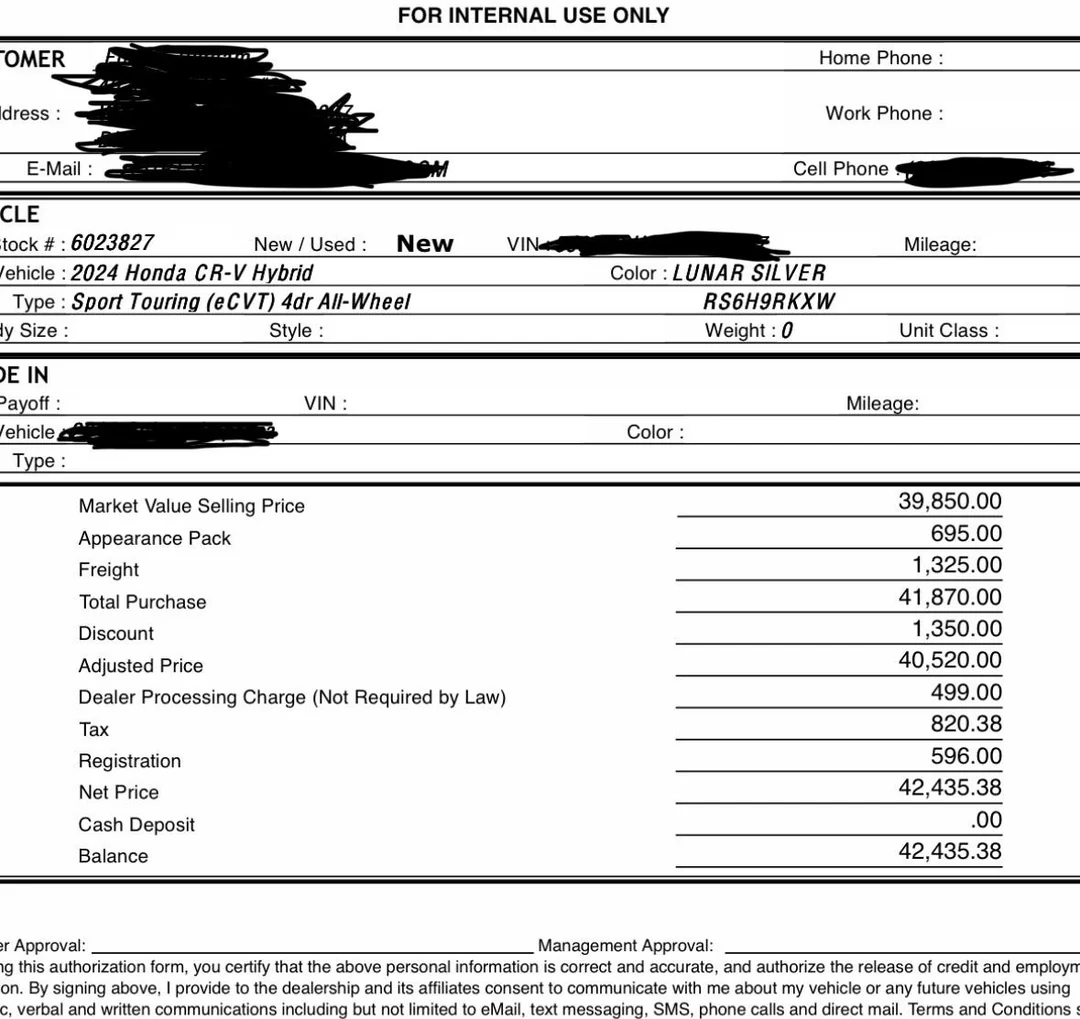 FOR INTERNAL USE ONLY
TOMER Home Phone :
ddress : Work Phone :
E-Mail : Cell Phone :
ICLE
Stock # : 6023827 New / Used : New VIN Mileage:
Vehicle : 2024 Honda CR-V Hybrid Color : LUNAR SILVER
Type : Sport Touring (eCVT) 4dr All-Wheel RS6H9RKXW
dy Size : Style : Weight : 0 Unit Class :
DE IN
Payoff : VIN : Mileage:
Vehicle Color :
Type :
Market Value Selling Price 39,850.00
Appearance Pack 695.00
Freight 1,325.00
Total Purchase 41,870.00
Discount 1,350.00
Adjusted Price 40,520.00
Dealer Processing Charge (Not Required by Law) 499.00
Tax 820.38
Registration 596.00
Net Price 42,435.38
Cash Deposit .00
Balance 42,435.38
er Approval: Management Approval:
ng this authorization form, you certify that the above personal information is correct and accurate, and authorize the release of credit and employm
on. By signing above, I provide to the dealership and its affiliates consent to communicate with me about my vehicle or any future vehicles using
c, verbal and written communications including but not limited to eMail, text messaging, SMS, phone calls and direct mail. Terms and Conditions s